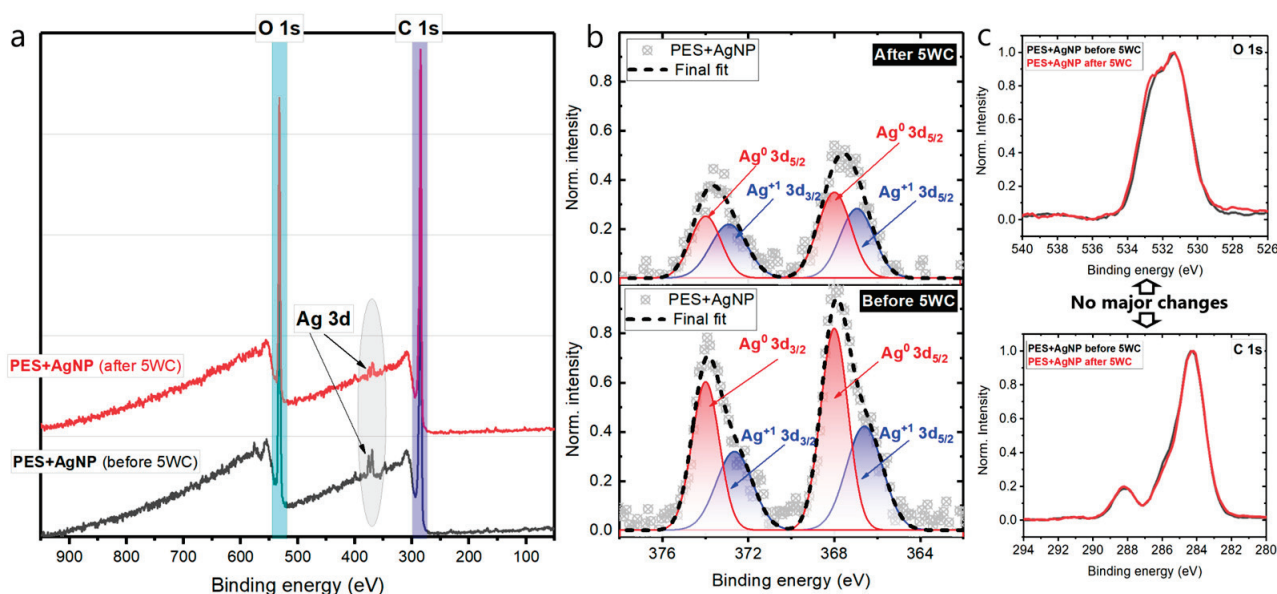 a
O 1s
C 1s
Ag 3d
PES+AgNP (after 5WC)
PES+AgNP (before 5WC)
950 900 800 700 600 500 400 300 200 100
Binding energy (eV)
b
PES+AgNP
Final fit
After 5WC
0.8
0.6
0.4
0.2
0.0
Norm. intensity
Ag⁰ 3d5/2
Ag⁺¹ 3d3/2
Ag⁰ 3d5/2
Ag⁺¹ 3d5/2
PES+AgNP
Final fit
Before 5WC
0.8
0.6
0.4
0.2
0.0
Norm. intensity
Ag⁰ 3d3/2
Ag⁺¹ 3d3/2
Ag⁰ 3d5/2
Ag⁺¹ 3d5/2
376 372 368 364
Binding energy (eV)
c
PES+AgNP before 5WC
PES+AgNP after 5WC
O 1s
1.0
0.8
0.6
0.4
0.2
0.0
Norm. Intensity
540 538 536 534 532 530 528 526
Binding energy (eV)
No major changes
PES+AgNP before 5WC
PES+AgNP after 5WC
C 1s
1.0
0.8
0.6
0.4
0.2
0.0
Norm. Intensity
294 292 290 288 286 284 282 280
Binding energy (eV)